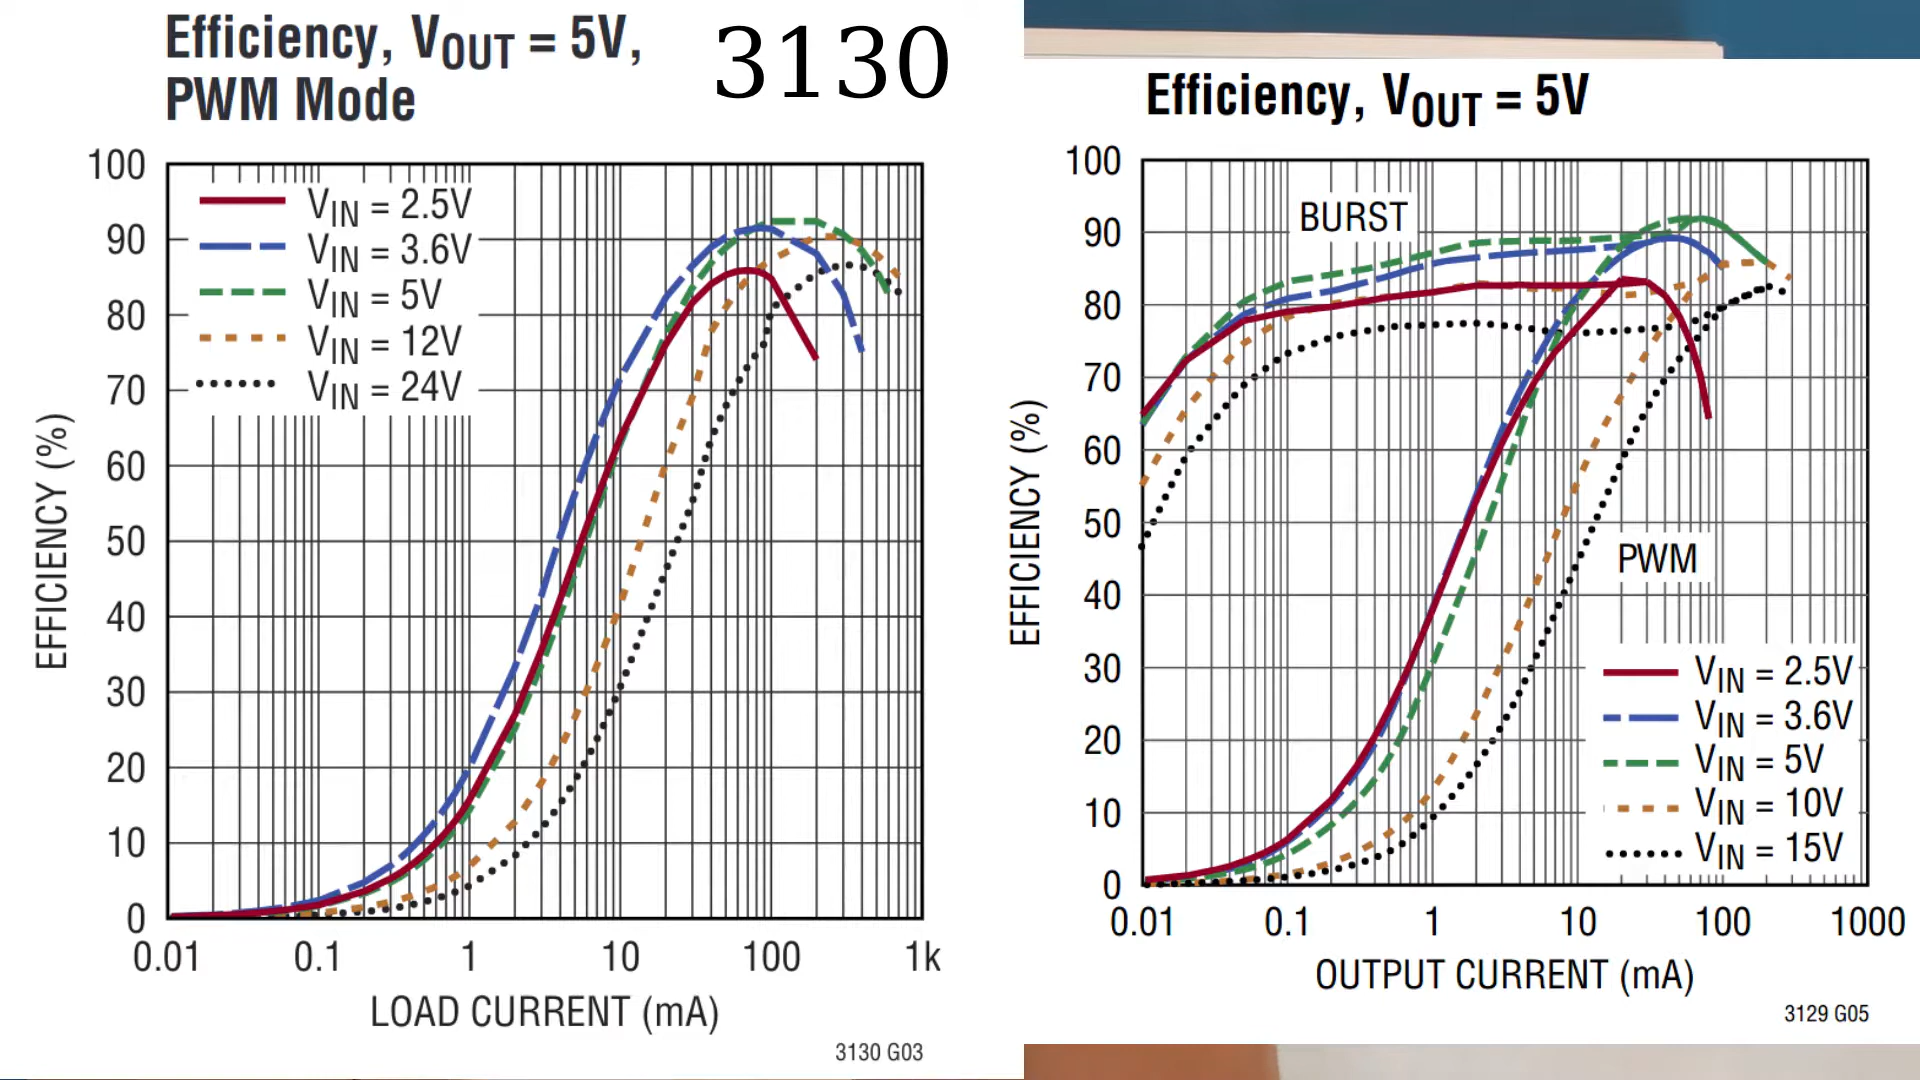 Efficiency, VOUT = 5V,
PWM Mode
3130
100
90
80
70
60
50
40
30
20
10
0
EFFICIENCY (%)
VIN = 2.5V
VIN = 3.6V
VIN = 5V
VIN = 12V
VIN = 24V
0.01 0.1 1 10 100 1k
LOAD CURRENT (mA)
3130 G03
Efficiency, VOUT = 5V
100
90
80
70
60
50
40
30
20
10
0
EFFICIENCY (%)
BURST
PWM
VIN = 2.5V
VIN = 3.6V
VIN = 5V
VIN = 10V
VIN = 15V
0.01 0.1 1 10 100 1000
OUTPUT CURRENT (mA)
3129 G05